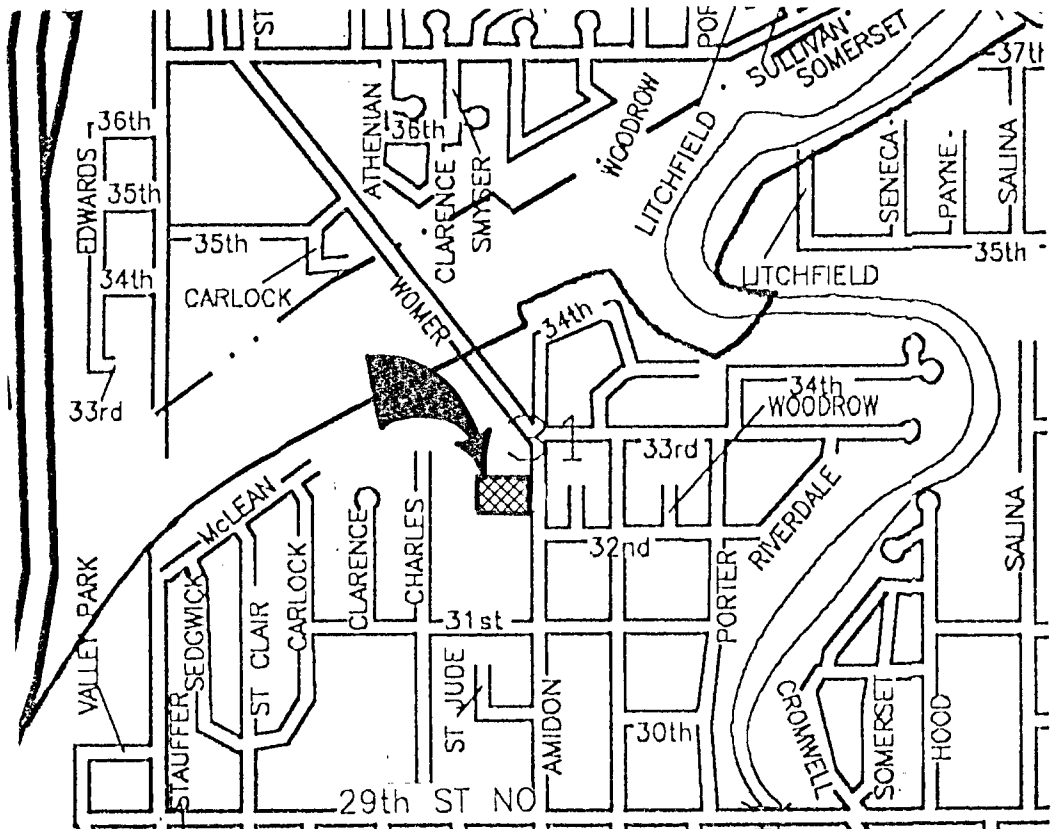 ST
POR
SULLIVAN
SOMERSET
37th
36th
ATHENIAN
36th
WOODROW
LITCHFIELD
EDWARDS
CLARENCE
SMYSER
SENECA
PAYNE
SALINA
35th
35th
35th
34th
CARLOCK
WOMER
LITCHFIELD
34th
33rd
34th
WOODROW
1
33rd
McLEAN
RIVERDALE
VALLEY PARK
SEDGWICK
ST CLAIR
CARLOCK
CLARENCE
CHARLES
32nd
SALINA
PORTER
31st
STAUFFER
ST JUDE
AMIDON
30th
CROMWELL
SOMERSET
HOOD
29th ST NO